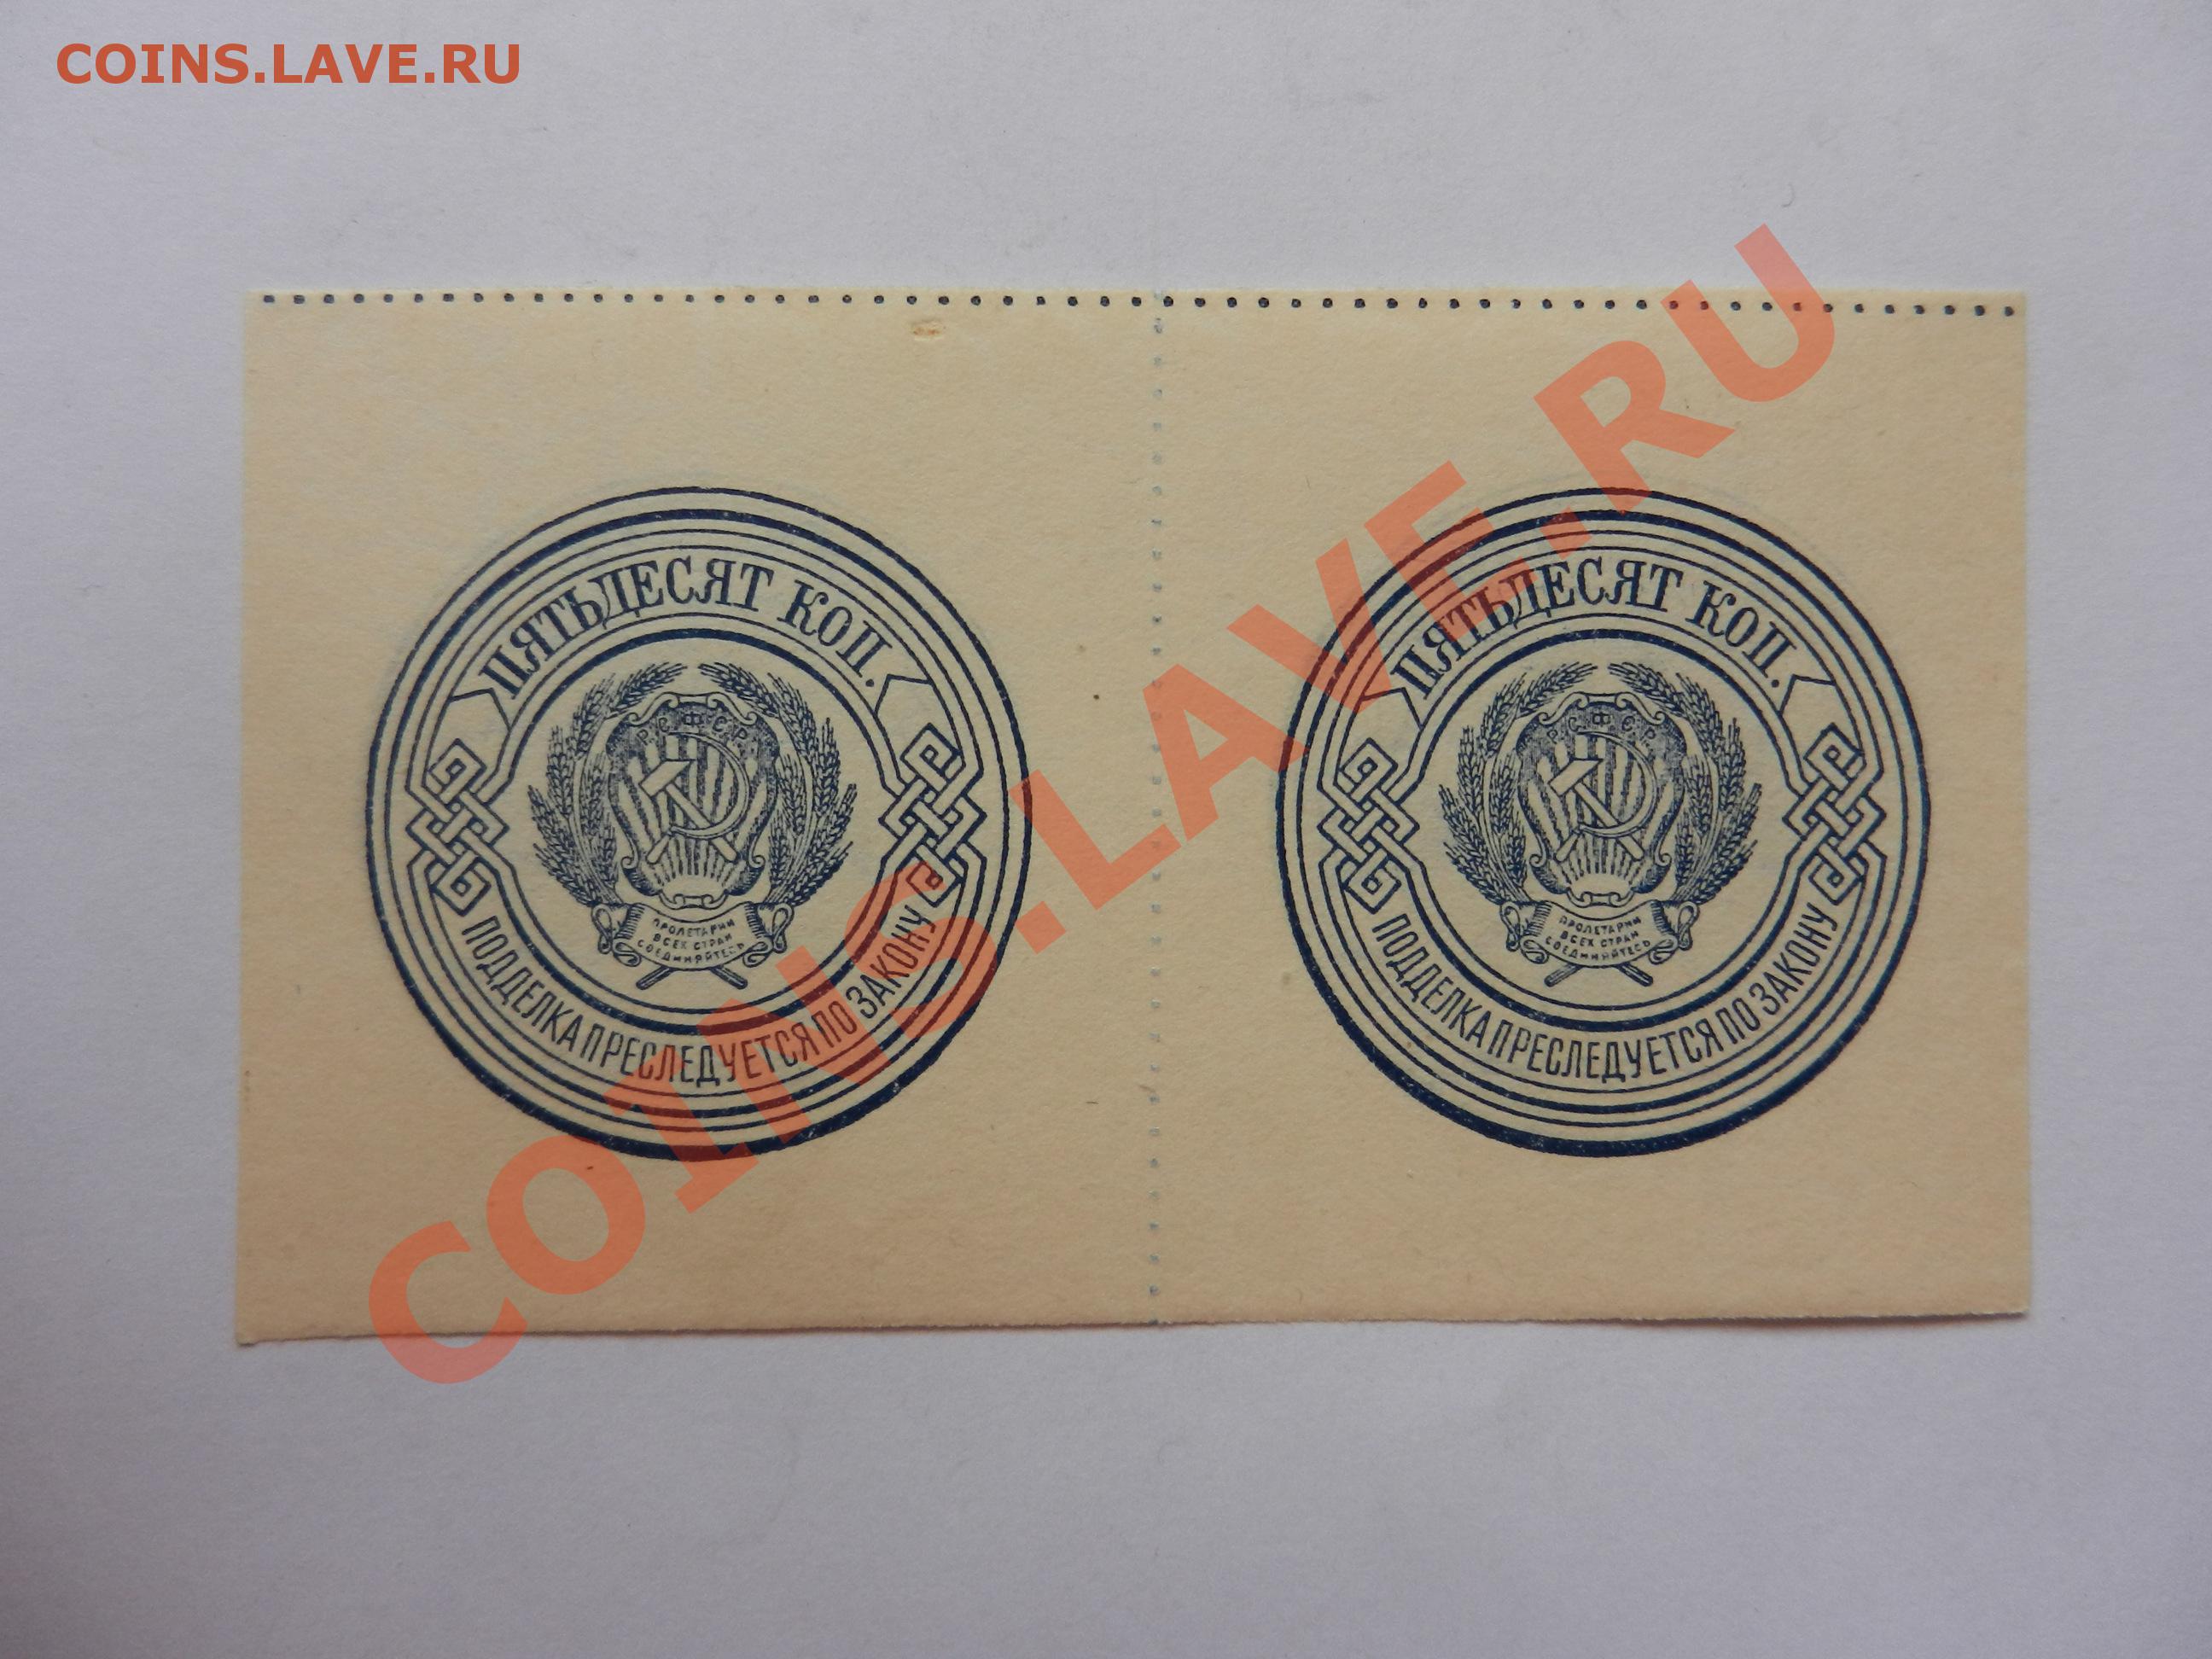 COINS.LAVE.RU
ПЯТЬДЕСЯТ КОП.
Р.С.Ф.С.Р.
ПРОЛЕТАРИИ
ВСЕХ СТРАН
СОЕДИНЯЙТЕСЬ
ПОДДЕЛКА ПРЕСЛЕДУЕТСЯ ПО ЗАКОНУ
ПЯТЬДЕСЯТ КОП.
Р.С.Ф.С.Р.
ПРОЛЕТАРИИ
ВСЕХ СТРАН
СОЕДИНЯЙТЕСЬ
ПОДДЕЛКА ПРЕСЛЕДУЕТСЯ ПО ЗАКОНУ
COINS.LAVE.RU